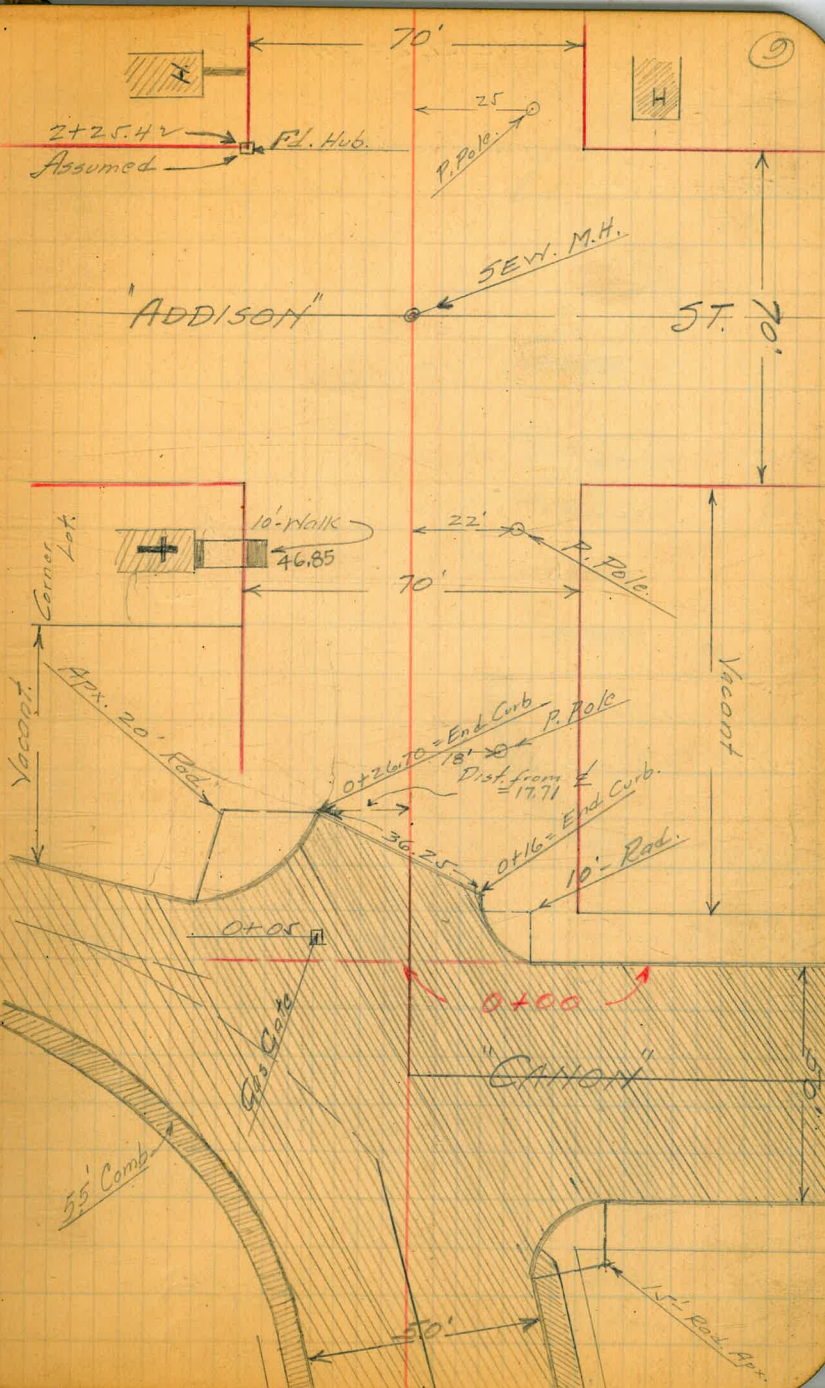 9
70'
H
H
25
P. Pole.
2+25.42
Fd. Hub.
Assumed
SEW. M.H.
"ADDISON" ST.
70'
Corner Lot.
10'-Walk
46.85
22'
P. Pole.
70'
Vacant
Vacant
Apx. 20' Rad.
0+26.70 = End Curb
P. Pole
18'
Dist. from ℄
= 17.71
36.25
0+16 = End Curb.
10'- Rad.
0+05
0+00
Gas Gate
"CANON"
55' Comb.
15'- Rad. Apx.
50'